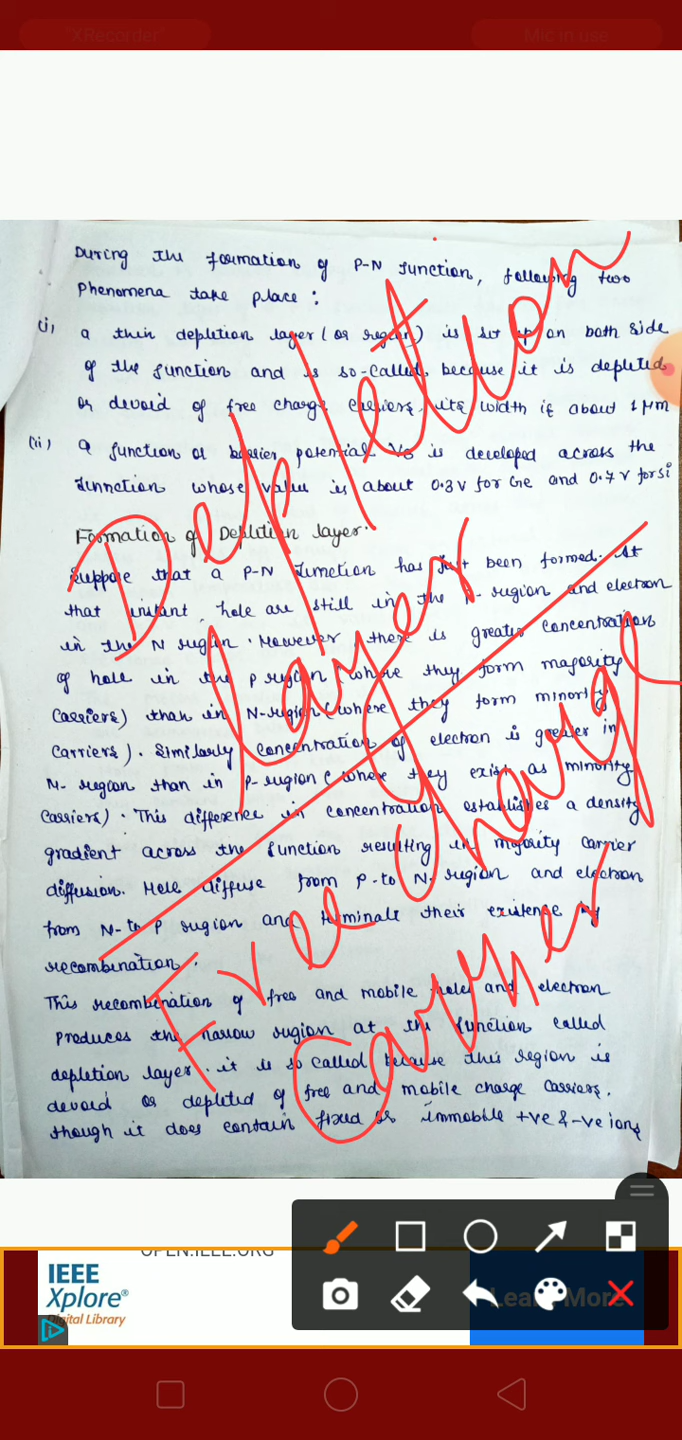 "XRecorder"
Mic in use
During the formation of P-N Junction, following two
Phenomena take place :
(i) a thin depletion layer (or region) is set up on both side
of the junction and is so-called, because it is depleted
or devoid of free charge carriers. its width if about 1 μm
(ii) a junction or barrier potential VB is developed across the
Junnction whose value is about 0.3v for Ge and 0.7v for si
Formation of Deplition layer.
Suppose that a P-N Junction has just been formed. At
that instant, hole are still in the P- region and electron
in the N region. However, there is greater concentration
of hole in the p region (where they form majority
Carriers) than in N-region (where they form minority
carriers). Similarly concentration of electron is greater in
N- region than in P-region (where they exist as minority
Carriers). This difference in concentration establishes a density
gradient across the junction resulting in majority carrier
diffusion. Hole diffuse from P-to N- region and electron
from N-to P region and terminate their existense by
recombination.
This recombination of free and mobile holes and electron
Produces the narrow region at the junction called
depletion layer. it is so called because this region is
devoid or depleted of free and mobile charge carriers.
though it does contain fixed or immobile +ve & -ve ions
Depletion
layer
Free charge
Carrier
OPEN.IEEE.ORG
IEEE
Xplore®
Digital Library
Learn More